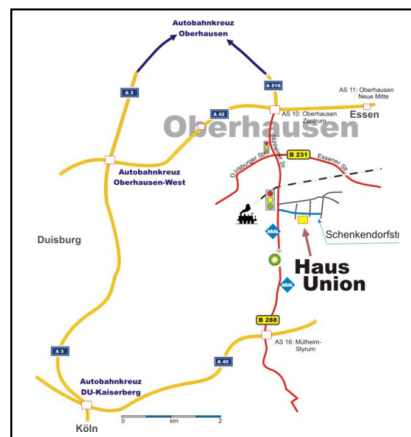 Autobahnkreuz
Oberhausen
A 3
A 516
AS 11: Oberhausen
Neue Mitte
A 42
Essen
AS 10: Oberhausen
Zentrum
Oberhausen
B 231
Essener Str.
Autobahnkreuz
Oberhausen-West
Schenkendorfstr
ARAL
Duisburg
Haus
Union
ARAL
B 288
A 3
A 40
AS 16: Mülheim-
Styrum
Autobahnkreuz
DU-Kaiserberg
0
km
2
Köln